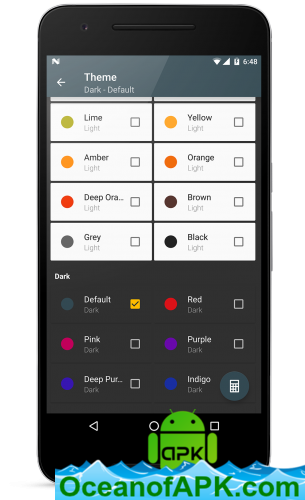 6:48
Theme
Dark - Default
Lime
Light
Yellow
Light
Amber
Light
Orange
Light
Deep Ora...
Light
Brown
Light
Grey
Light
Black
Light
Dark
Default
Dark
Red
Dark
Pink
Dark
Purple
Dark
Deep Pur...
Dark
Indigo
Dark
APK
OceanofAPK.com